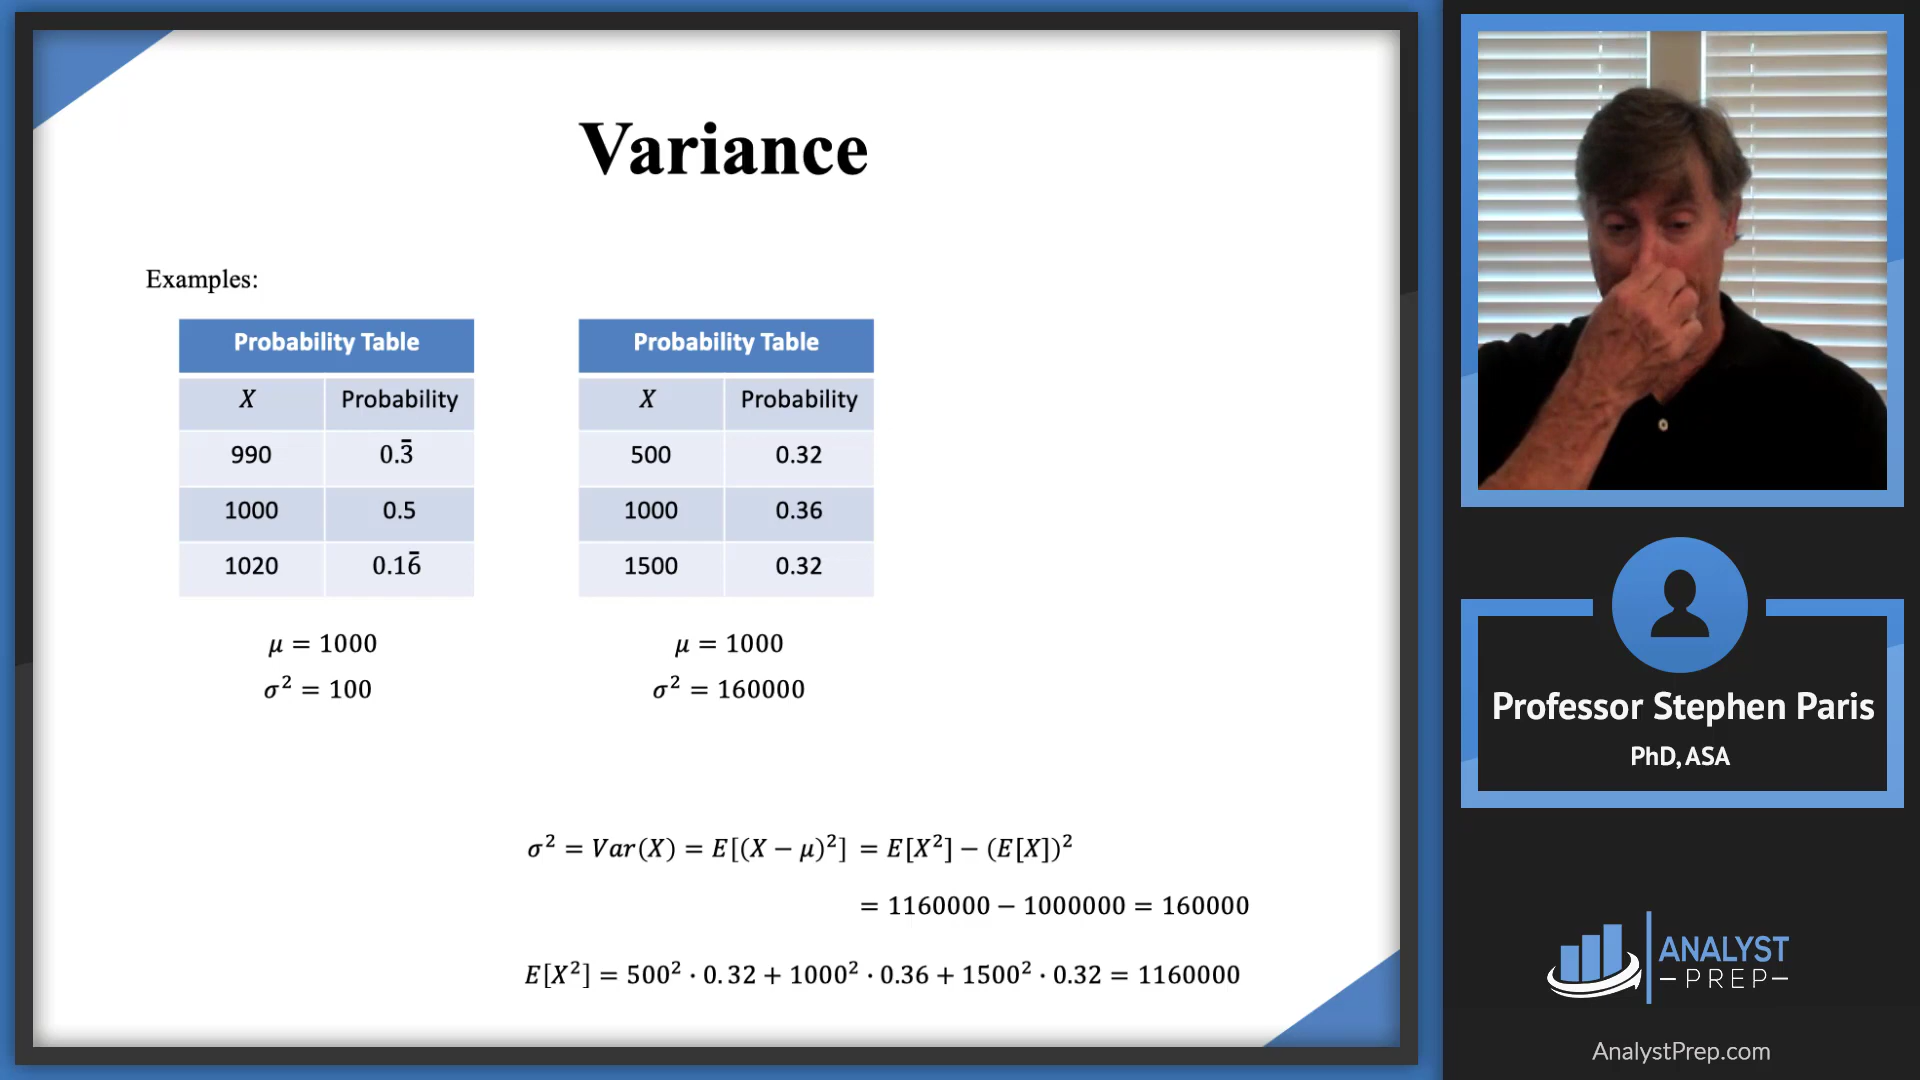 Variance
Examples:
Probability Table
X Probability
990 0.3̄
1000 0.5
1020 0.16̄
μ = 1000
σ² = 100
Probability Table
X Probability
500 0.32
1000 0.36
1500 0.32
μ = 1000
σ² = 160000
σ² = Var(X) = E[(X − μ)²] = E[X²] − (E[X])²
= 1160000 − 1000000 = 160000
E[X²] = 500² · 0.32 + 1000² · 0.36 + 1500² · 0.32 = 1160000
Professor Stephen Paris
PhD, ASA
ANALYST
PREP
AnalystPrep.com